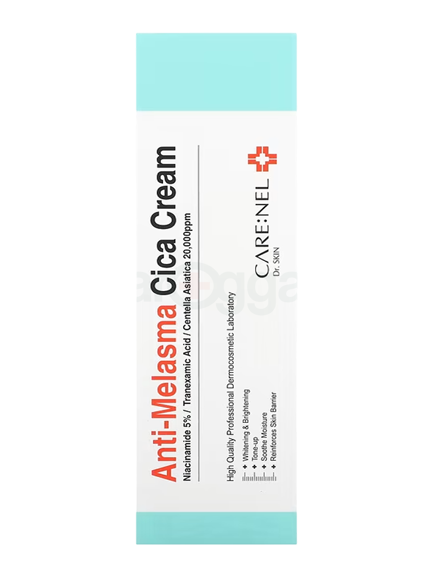 Anti-Melasma Cica Cream
Niacinamide 5% / Tranexamic Acid / Centella Asiatica 20,000ppm
CARE:NEL
Dr. SKIN
High Quality Professional Dermocosmetic Laboratory
Whitening & Brightening
Tone-up
Soothe Moisture
Reinforces Skin Barrier